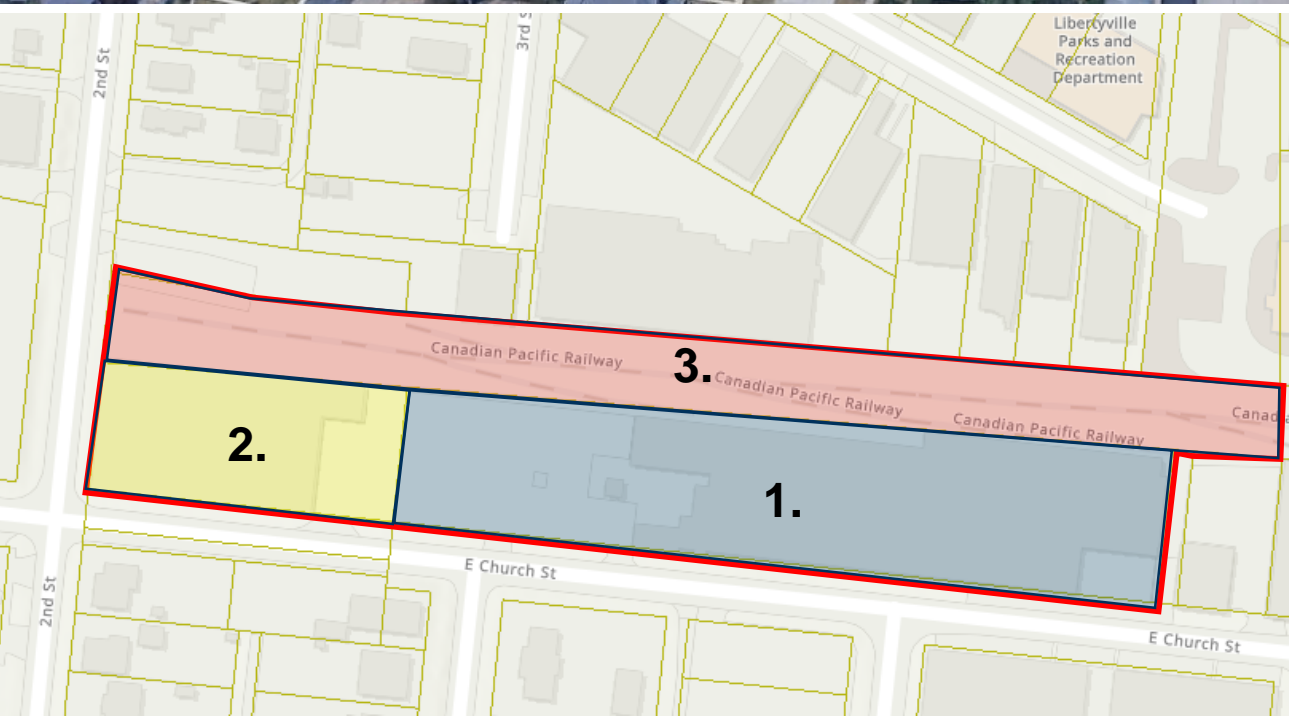 2nd St
3rd S
Libertyville
Parks and
Recreation
Department
Canadian Pacific Railway
3.
Canadian Pacific Railway
Canadian Pacific Railway
Canada
2.
1.
E Church St
2nd St
E Church St